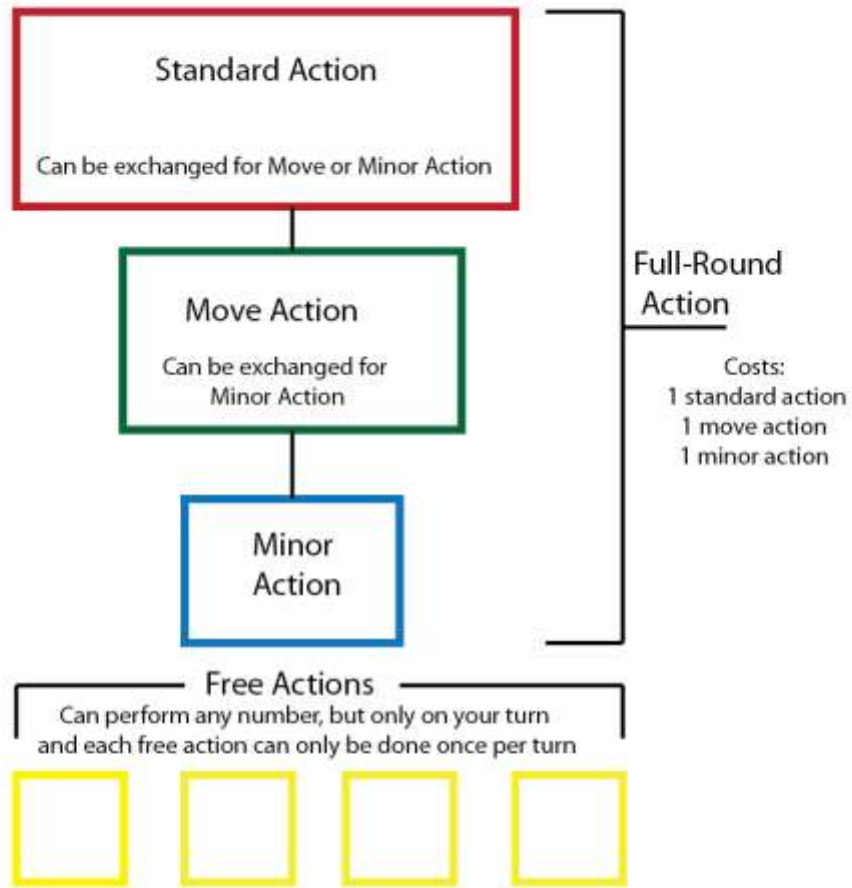 Standard Action
Can be exchanged for Move or Minor Action
Move Action
Can be exchanged for
Minor Action
Minor
Action
Full-Round
Action
Costs:
1 standard action
1 move action
1 minor action
Free Actions
Can perform any number, but only on your turn
and each free action can only be done once per turn